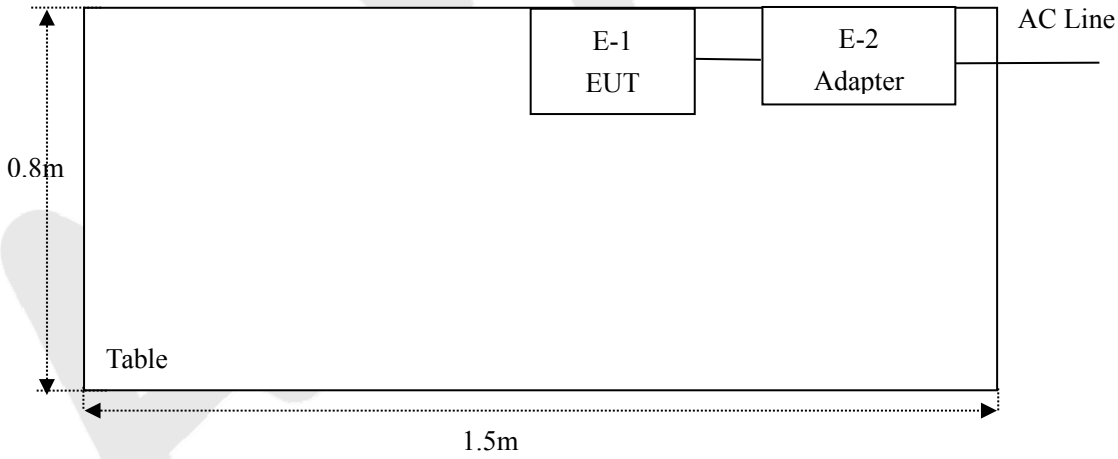 AC Line
E-1
EUT
E-2
Adapter
0.8m
Table
1.5m